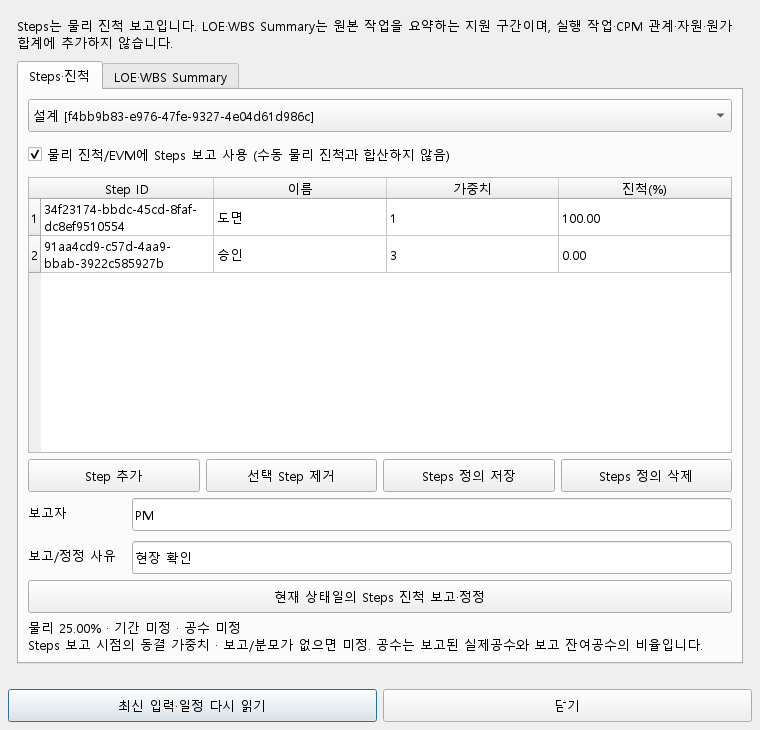 Steps는 물리 진척 보고입니다. LOE·WBS Summary는 원본 작업을 요약하는 지원 구간이며, 실행 작업·CPM 관계·자원·원가
합계에 추가하지 않습니다.
Steps·진척
LOE·WBS Summary
설계 [f4bb9b83-e976-47fe-9327-4e04d61d986c]
물리 진척/EVM에 Steps 보고 사용 (수동 물리 진척과 합산하지 않음)
Step ID 이름 가중치 진척(%)
1 34f23174-bbdc-45cd-8faf-
dc8ef9510554 도면 1 100.00
2 91aa4cd9-c57d-4aa9-
bbab-3922c585927b 승인 3 0.00
Step 추가 선택 Step 제거 Steps 정의 저장 Steps 정의 삭제
보고자 PM
보고/정정 사유 현장 확인
현재 상태일의 Steps 진척 보고·정정
물리 25.00% · 기간 미정 · 공수 미정
Steps 보고 시점의 동결 가중치 · 보고/분모가 없으면 미정. 공수는 보고된 실제공수와 보고 잔여공수의 비율입니다.
최신 입력·일정 다시 읽기 닫기